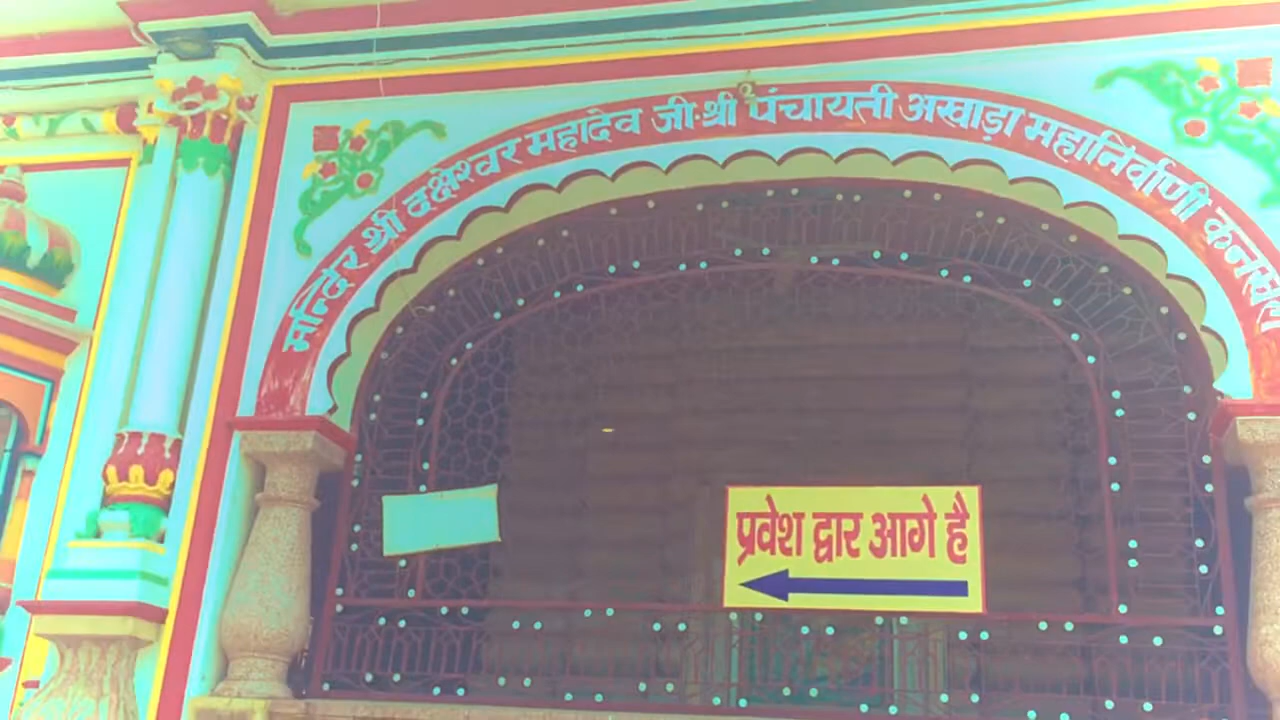 मन्दिर श्री दक्षेश्वर महादेव जी श्री पंचायती अखाड़ा महानिर्वाणी कनखल
प्रवेश द्वार आगे है